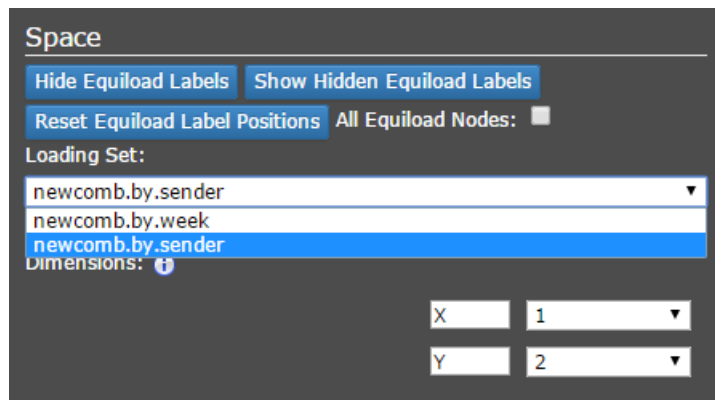 Space
Hide Equiload Labels Show Hidden Equiload Labels
Reset Equiload Label Positions All Equiload Nodes:
Loading Set:
newcomb.by.sender
newcomb.by.week
newcomb.by.sender
Dimensions:
X 1
Y 2